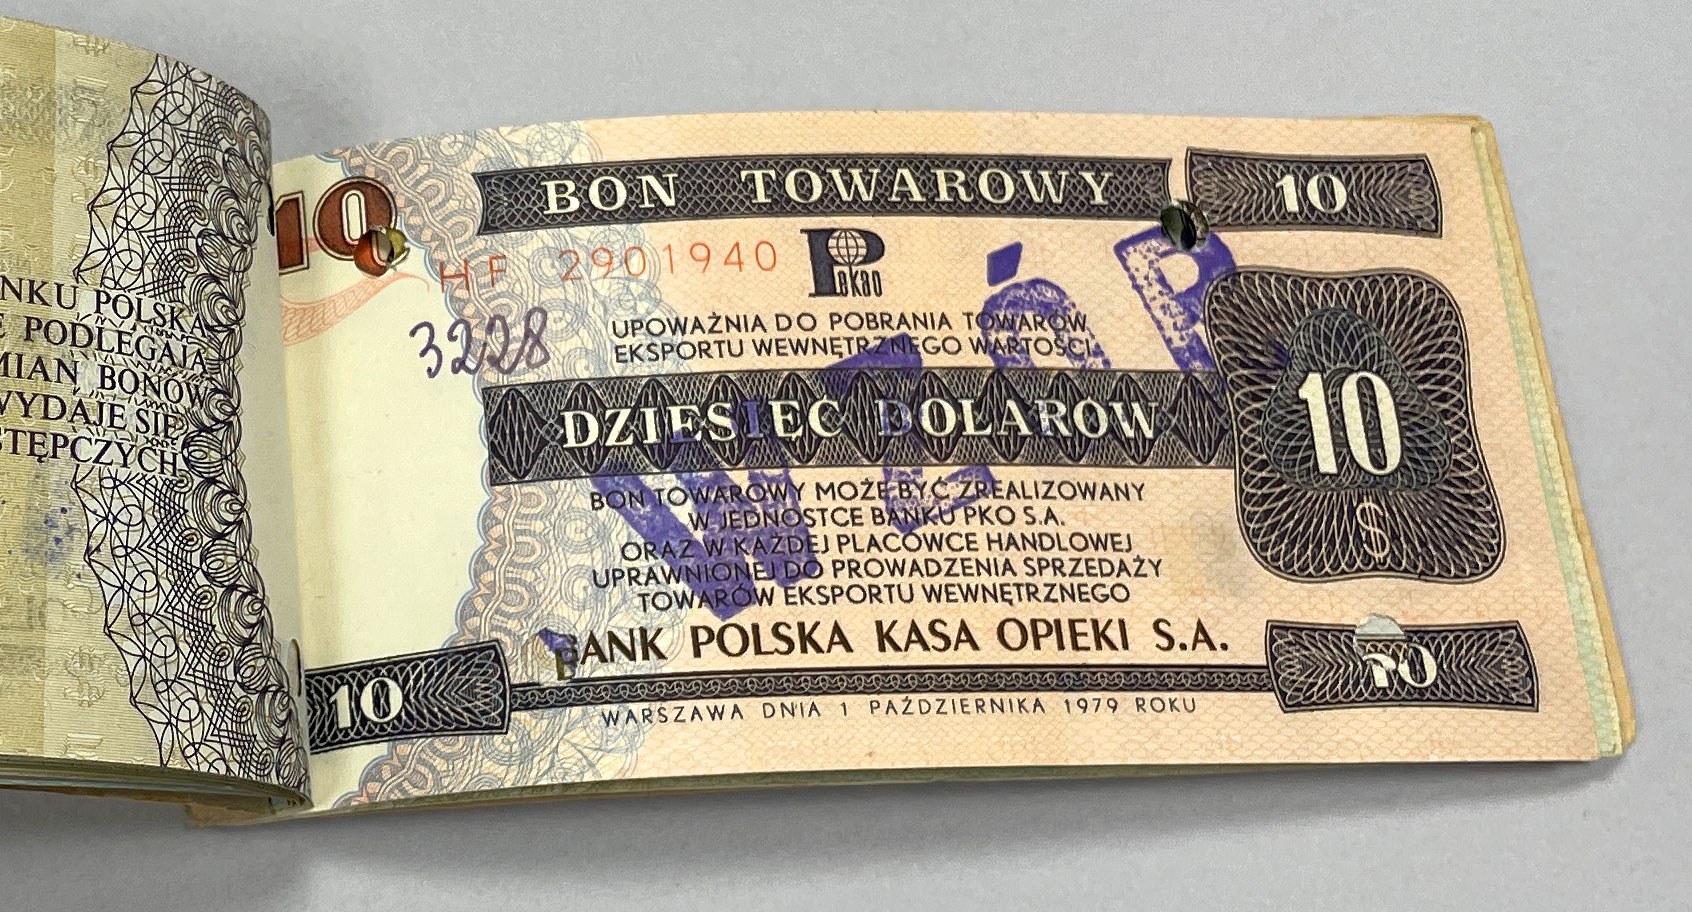 NKU POLSKA
E PODLEGAJĄ
MIAN BONÓW
WYDAJE SIĘ
STĘPCZYCH
10
BON TOWAROWY
10
HF 2901940
Pekao
3228
UPOWAŻNIA DO POBRANIA TOWARÓW
EKSPORTU WEWNĘTRZNEGO WARTOŚCI
WZÓR
DZIESIĘĆ DOLARÓW
10
$
BON TOWAROWY MOŻE BYĆ ZREALIZOWANY
W JEDNOSTCE BANKU PKO S.A.
ORAZ W KAŻDEJ PLACÓWCE HANDLOWEJ
UPRAWNIONEJ DO PROWADZENIA SPRZEDAŻY
TOWARÓW EKSPORTU WEWNĘTRZNEGO
BANK POLSKA KASA OPIEKI S.A.
10
10
WARSZAWA DNIA 1 PAŹDZIERNIKA 1979 ROKU